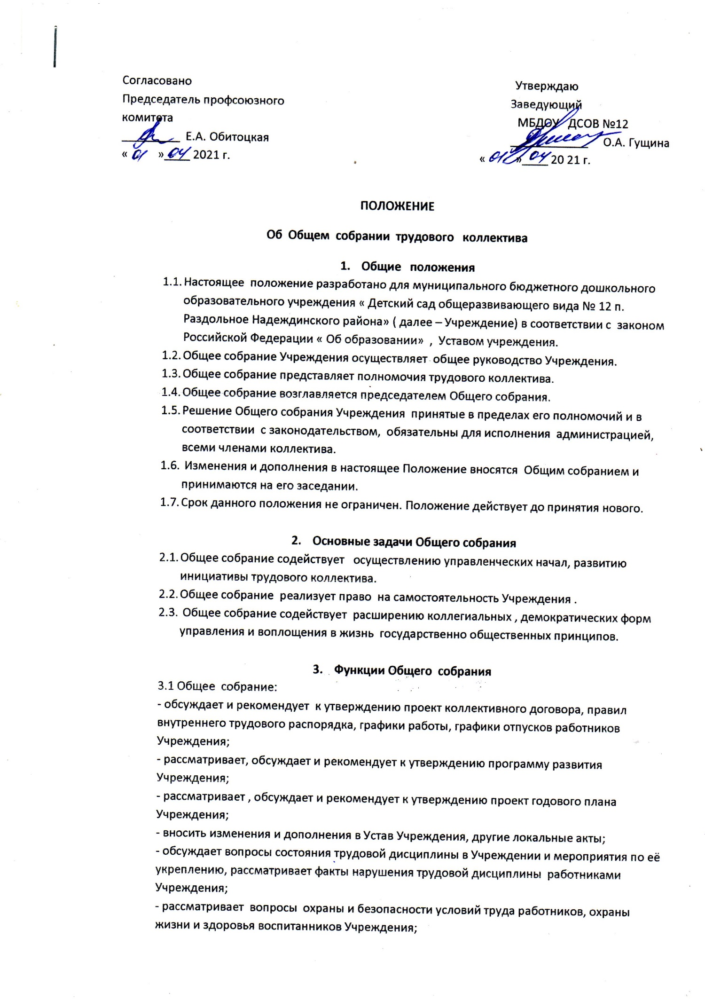 Согласовано
Председатель профсоюзного
комитета
_________ Е.А. Обитоцкая
« 01 » 04 2021 г.
Утверждаю
Заведующий
МБДОУ ДСОВ №12
____________ О.А. Гущина
« 01 » 04 20 21 г.
ПОЛОЖЕНИЕ
Об Общем собрании трудового коллектива
1. Общие положения
1.1. Настоящее положение разработано для муниципального бюджетного дошкольного
образовательного учреждения « Детский сад общеразвивающего вида № 12 п.
Раздольное Надеждинского района» ( далее – Учреждение) в соответствии с законом
Российской Федерации « Об образовании» , Уставом учреждения.
1.2. Общее собрание Учреждения осуществляет общее руководство Учреждения.
1.3. Общее собрание представляет полномочия трудового коллектива.
1.4. Общее собрание возглавляется председателем Общего собрания.
1.5. Решение Общего собрания Учреждения принятые в пределах его полномочий и в
соответствии с законодательством, обязательны для исполнения администрацией,
всеми членами коллектива.
1.6. Изменения и дополнения в настоящее Положение вносятся Общим собранием и
принимаются на его заседании.
1.7. Срок данного положения не ограничен. Положение действует до принятия нового.
2. Основные задачи Общего собрания
2.1. Общее собрание содействует осуществлению управленческих начал, развитию
инициативы трудового коллектива.
2.2. Общее собрание реализует право на самостоятельность Учреждения .
2.3. Общее собрание содействует расширению коллегиальных , демократических форм
управления и воплощения в жизнь государственно общественных принципов.
3. Функции Общего собрания
3.1 Общее собрание:
- обсуждает и рекомендует к утверждению проект коллективного договора, правил
внутреннего трудового распорядка, графики работы, графики отпусков работников
Учреждения;
- рассматривает, обсуждает и рекомендует к утверждению программу развития
Учреждения;
- рассматривает , обсуждает и рекомендует к утверждению проект годового плана
Учреждения;
- вносить изменения и дополнения в Устав Учреждения, другие локальные акты;
- обсуждает вопросы состояния трудовой дисциплины в Учреждении и мероприятия по её
укреплению, рассматривает факты нарушения трудовой дисциплины работниками
Учреждения;
- рассматривает вопросы охраны и безопасности условий труда работников, охраны
жизни и здоровья воспитанников Учреждения;